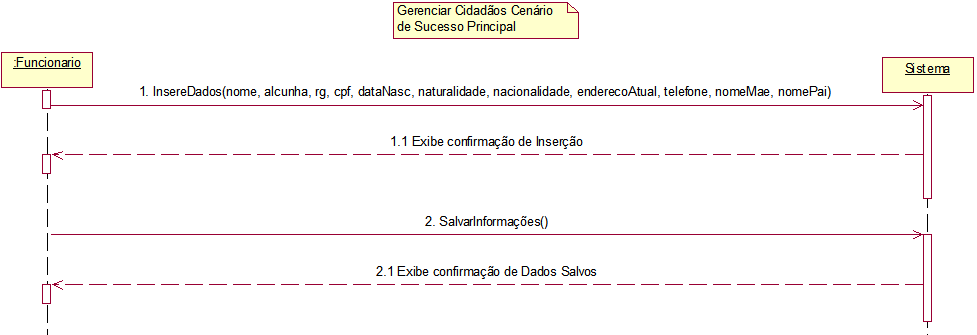 Gerenciar Cidadãos Cenário
de Sucesso Principal
:Funcionario
Sistema
1. InsereDados(nome, alcunha, rg, cpf, dataNasc, naturalidade, nacionalidade, enderecoAtual, telefone, nomeMae, nomePai)
1.1 Exibe confirmação de Inserção
2. SalvarInformações()
2.1 Exibe confirmação de Dados Salvos